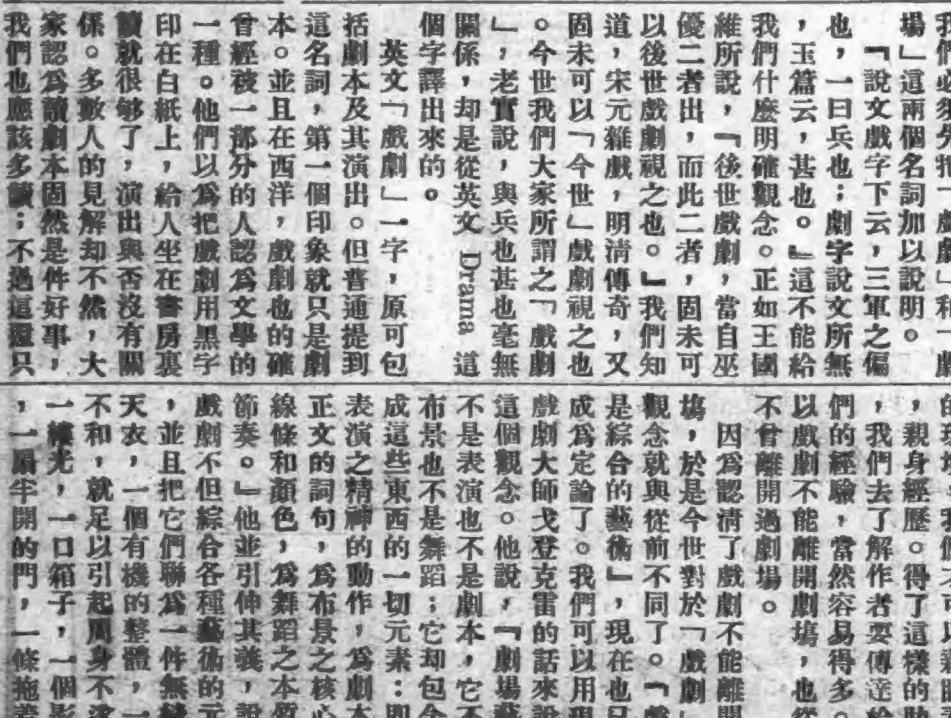 場」這兩個名詞加以說明。
『說文戲字下云，三軍之偏
也，一曰兵也；劇字說文所無
，玉篇云，甚也。』這不能給
我們什麼明確觀念。正如王國
維所說，『後世戲劇，當自巫
優二者出，而此二者，固未可
以後世戲劇視之也。』我們知
道，宋元雜戲，明清傳奇，又
固未可以「今世」戲劇視之也
。今世我們大家所謂之「戲劇
」，老實說，與兵也甚也毫無
關係，却是從英文 Drama 這
個字譯出來的。
英文「戲劇」一字，原可包
括劇本及其演出。但普通提到
這名詞，第一個印象就只是劇
本。並且在西洋，戲劇也的確
曾經被一部分的人認爲文學的
一種。他們以爲把戲劇用黑字
印在白紙上，給人坐在書房裏
讀就很够了，演出與否沒有關
係。多數人的見解却不然，大
家認爲讀劇本固然是件好事，
我們也應該多讀；不過這還只
，親身經歷。得了這樣的
，我們去了解作者要傳達
們的經驗，當然容易得多
以戲劇不能離開劇場，也
不曾離開過劇場。
因爲認清了戲劇不能離開
塲，於是今世對於「戲劇」
觀念就與從前不同了。『戲
是綜合的藝術』，現在也已
成爲定論了。我們可以用現
戲劇大師戈登克雷的話來說
這個觀念。他說，『劇場藝
不是表演也不是劇本，它不
布景也不是舞蹈；它却包含
成這些東西的一切元素：即
表演之精神的動作，爲劇本
正文的詞句，爲布景之核心
線條和顏色，爲舞蹈之本質
節奏。』他並引伸其義，說
戲劇不但綜合各種藝術的元
，並且把它們聯爲一件無縫
天衣，一個有機的整體，一
不和，就足以引起周身不
一樓光，一口箱子，一個影
，一扇半開的門，一條拖着